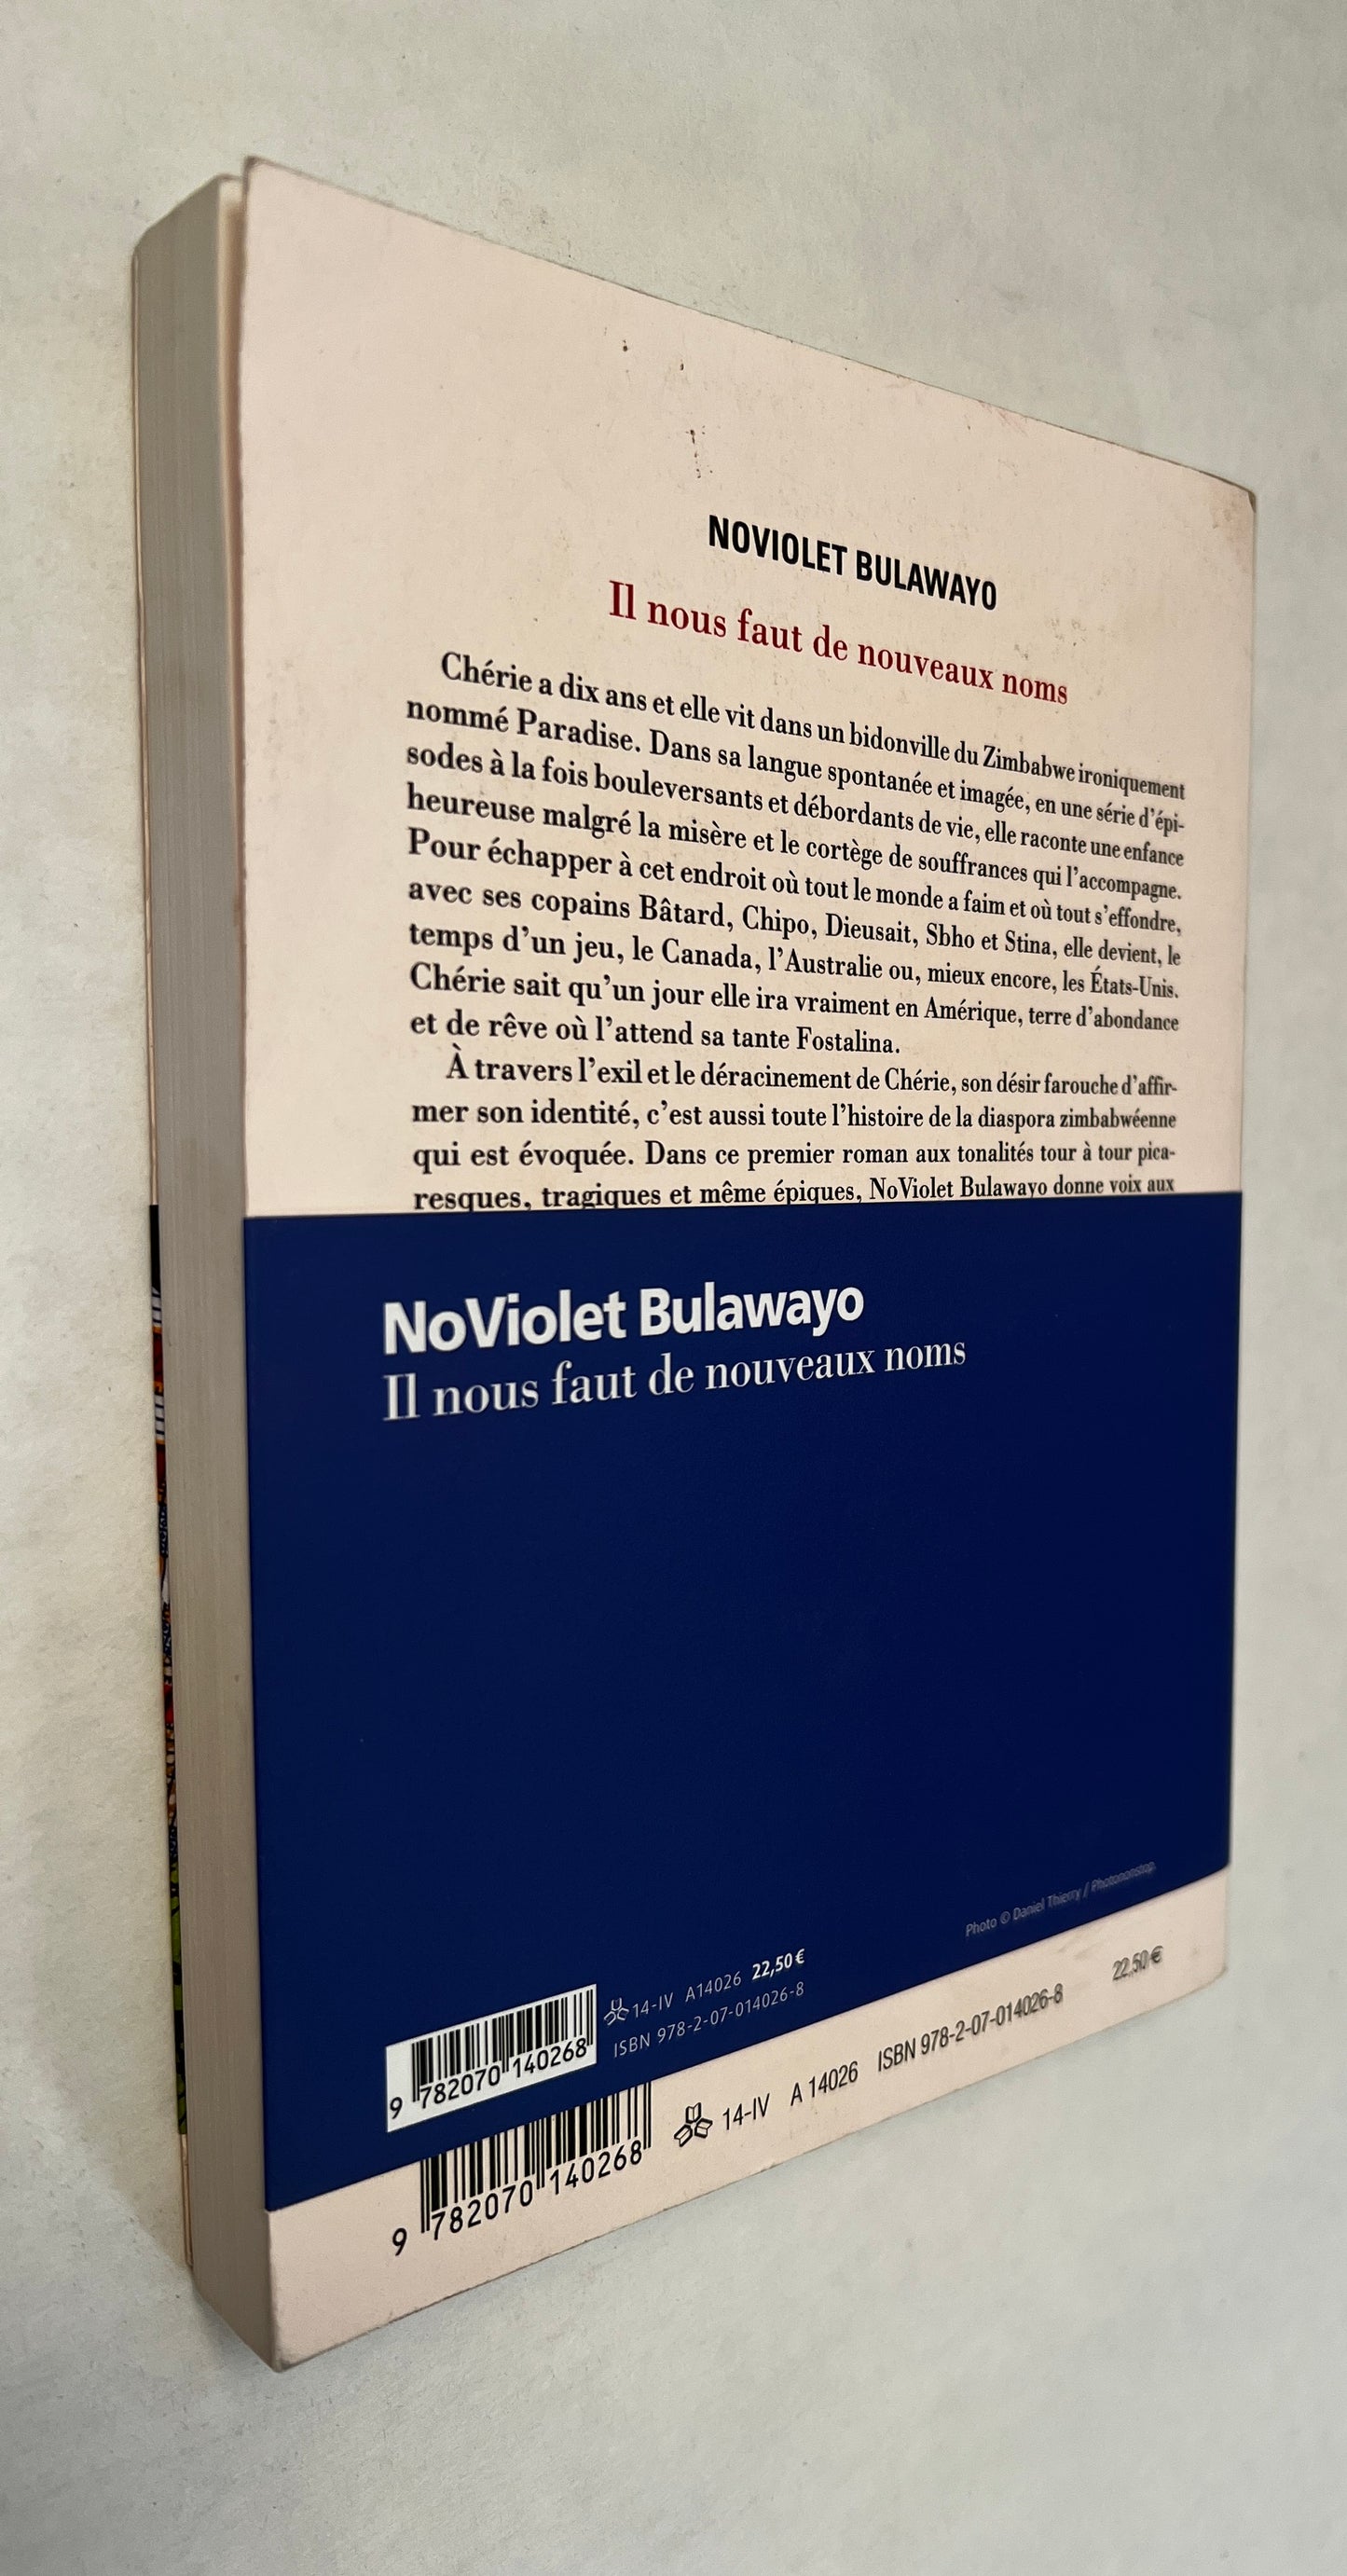 NOVIOLET BULAWAYO
Il nous faut de nouveaux noms
Chérie a dix ans et elle vit dans un bidonville du Zimbabwe ironiquement
nommé Paradise. Dans sa langue spontanée et imagée, en une série d'épi-
sodes à la fois bouleversants et débordants de vie, elle raconte une enfance
heureuse malgré la misère et le cortège de souffrances qui l'accompagne.
Pour échapper à cet endroit où tout le monde a faim et où tout s'effondre,
avec ses copains Bâtard, Chipo, Dieusait, Sbho et Stina, elle devient, le
temps d'un jeu, le Canada, l'Australie ou, mieux encore, les États-Unis.
Chérie sait qu'un jour elle ira vraiment en Amérique, terre d'abondance
et de rêve où l'attend sa tante Fostalina.
À travers l'exil et le déracinement de Chérie, son désir farouche d'affir-
mer son identité, c'est aussi toute l'histoire de la diaspora zimbabwéenne
qui est évoquée. Dans ce premier roman aux tonalités tour à tour pica-
resques, tragiques et même épiques, NoViolet Bulawayo donne voix aux
NoViolet Bulawayo
Il nous faut de nouveaux noms
Photo © Daniel Thierry / Photononstop
14-IV A14026 22,50 €
ISBN 978-2-07-014026-8
9 782070 140268
14-IV A 14026 ISBN 978-2-07-014026-8 22,50 €
9 782070 140268